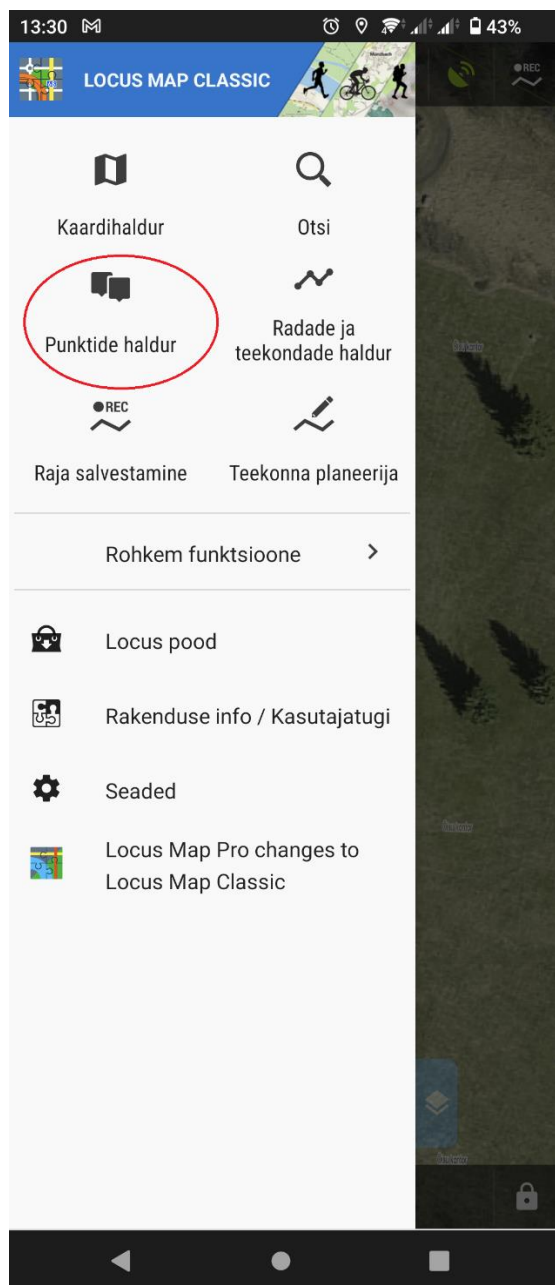 13:30 43%
LOCUS MAP CLASSIC
REC
Kaardihaldur
Otsi
Punktide haldur
Radade ja
teekondade haldur
REC
Raja salvestamine
Teekonna planeerija
Rohkem funktsioone
Locus pood
Rakenduse info / Kasutajatugi
Seaded
Locus Map Pro changes to
Locus Map Classic